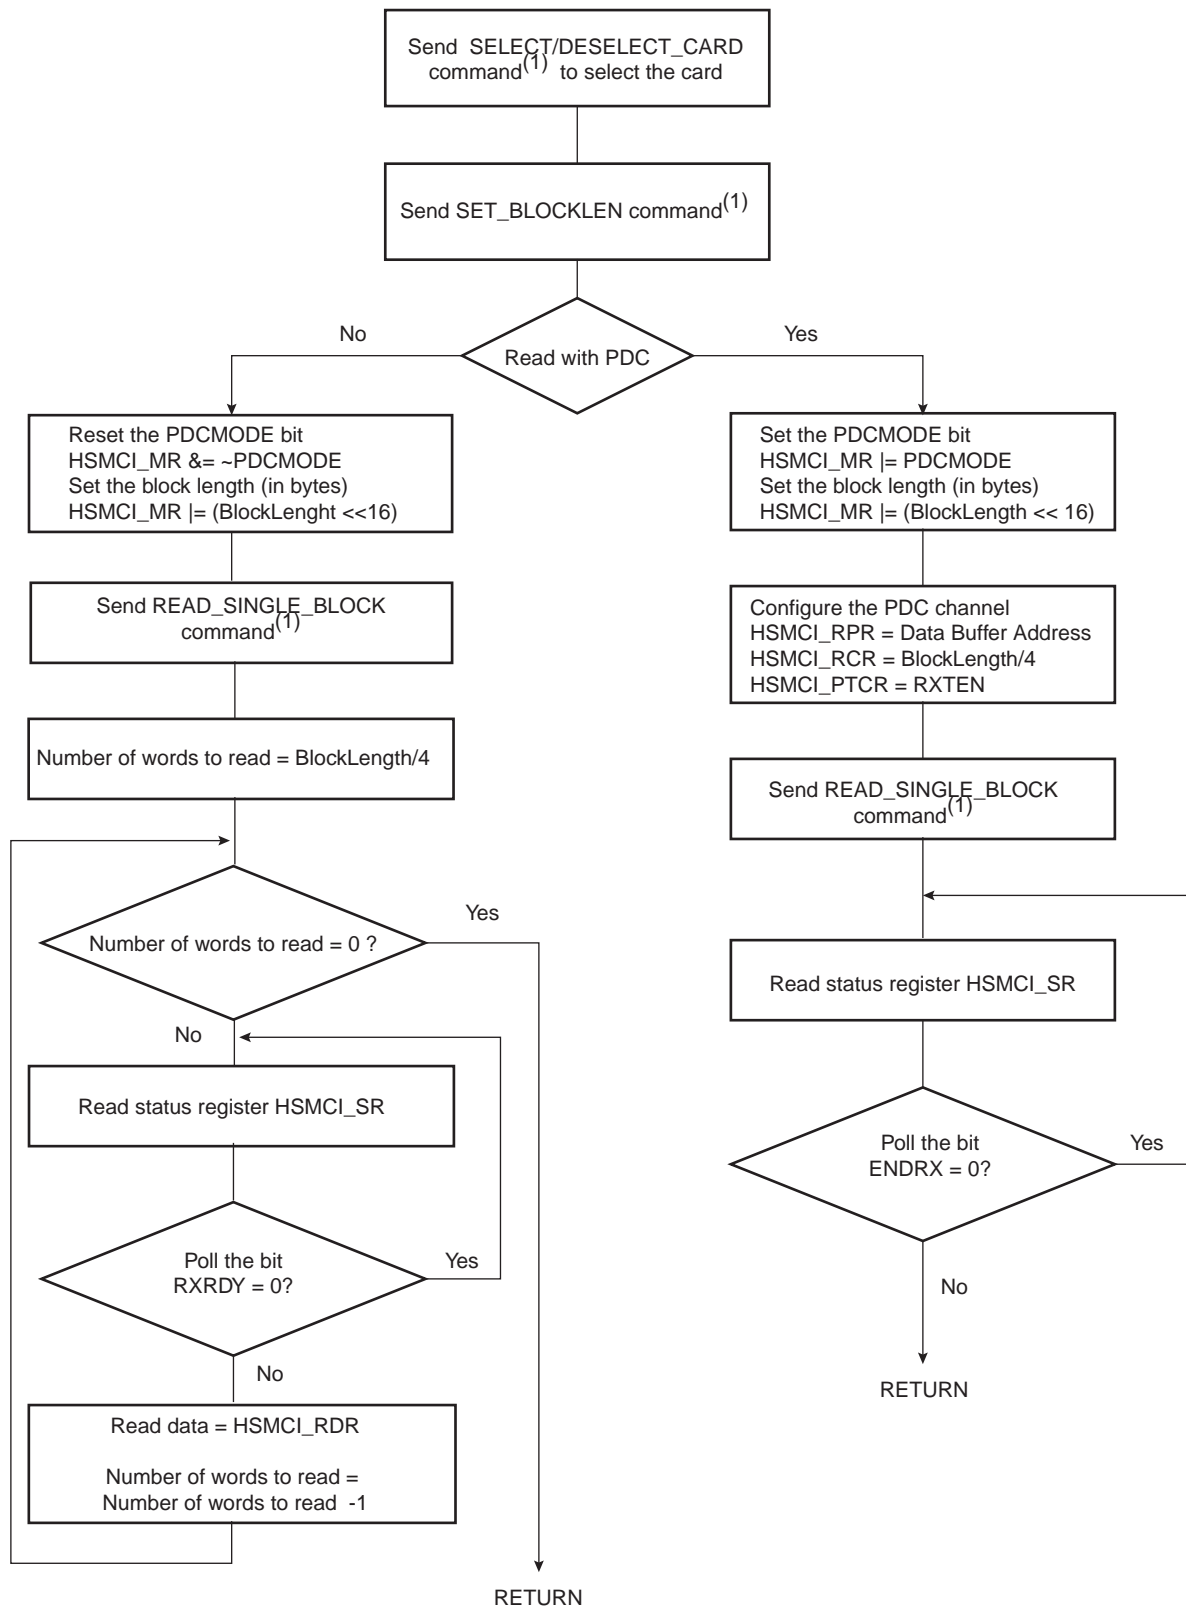 Send SELECT/DESELECT_CARD
command(1) to select the card
Send SET_BLOCKLEN command(1)
No
Yes
Read with PDC
Reset the PDCMODE bit
HSMCI_MR &= ~PDCMODE
Set the block length (in bytes)
HSMCI_MR |= (BlockLenght <<16)
Send READ_SINGLE_BLOCK
command(1)
Number of words to read = BlockLength/4
Number of words to read = 0 ?
Yes
No
Read status register HSMCI_SR
Poll the bit
RXRDY = 0?
Yes
No
Read data = HSMCI_RDR
Number of words to read =
Number of words to read -1
RETURN
Set the PDCMODE bit
HSMCI_MR |= PDCMODE
Set the block length (in bytes)
HSMCI_MR |= (BlockLength << 16)
Configure the PDC channel
HSMCI_RPR = Data Buffer Address
HSMCI_RCR = BlockLength/4
HSMCI_PTCR = RXTEN
Send READ_SINGLE_BLOCK
command(1)
Read status register HSMCI_SR
Poll the bit
ENDRX = 0?
Yes
No
RETURN